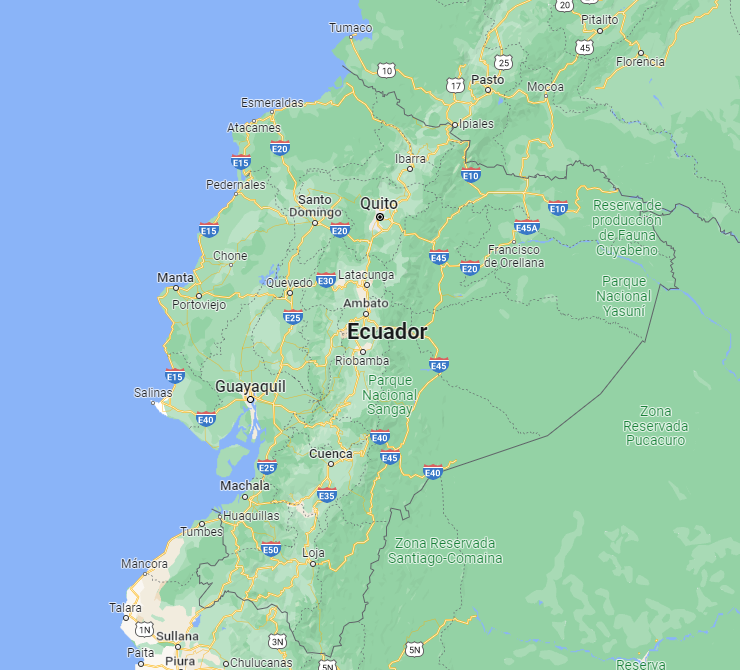 20
Pitalito
Tumaco
45
Florencia
25
10
17
Pasto
Mocoa
Esmeraldas
Atacames
Ipiales
E20
E15
Ibarra
E10
Pedernales
Santo
Domingo
Quito
E10
Reserva de
producción
de Fauna
Cuyabeno
E15
E20
E45A
Chone
E45
E20
Francisco
de Orellana
Manta
Portoviejo
Quevedo
E30
Latacunga
Parque
Nacional
Yasuní
Ambato
E25
Ecuador
Riobamba
E45
E15
Salinas
Guayaquil
Parque
Nacional
Sangay
E40
Zona
Reservada
Pucacuro
E40
Cuenca
E45
E25
E40
Machala
E35
Huaquillas
Tumbes
E50
Loja
Zona Reservada
Santiago-Comaina
Máncora
Talara
1N
Sullana
3N
5N
Paita
Piura
Chulucanas
5N
Reserva